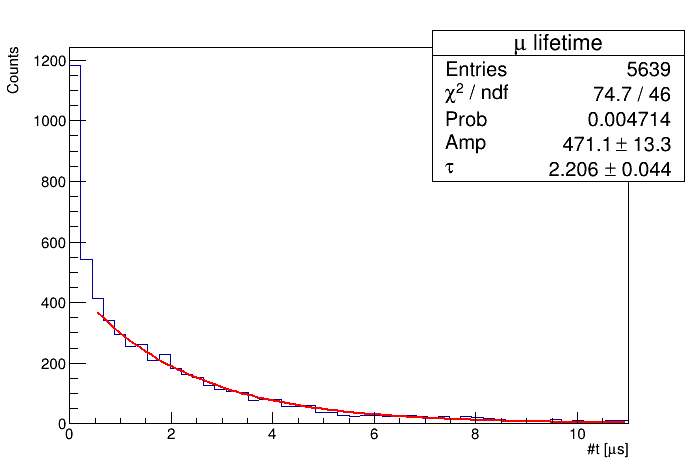 μ lifetime
Entries 5639
χ² / ndf 74.7 / 46
Prob 0.004714
Amp 471.1 ± 13.3
τ 2.206 ± 0.044
Counts
1200
1000
800
600
400
200
0
0 2 4 6 8 10
#t [μs]